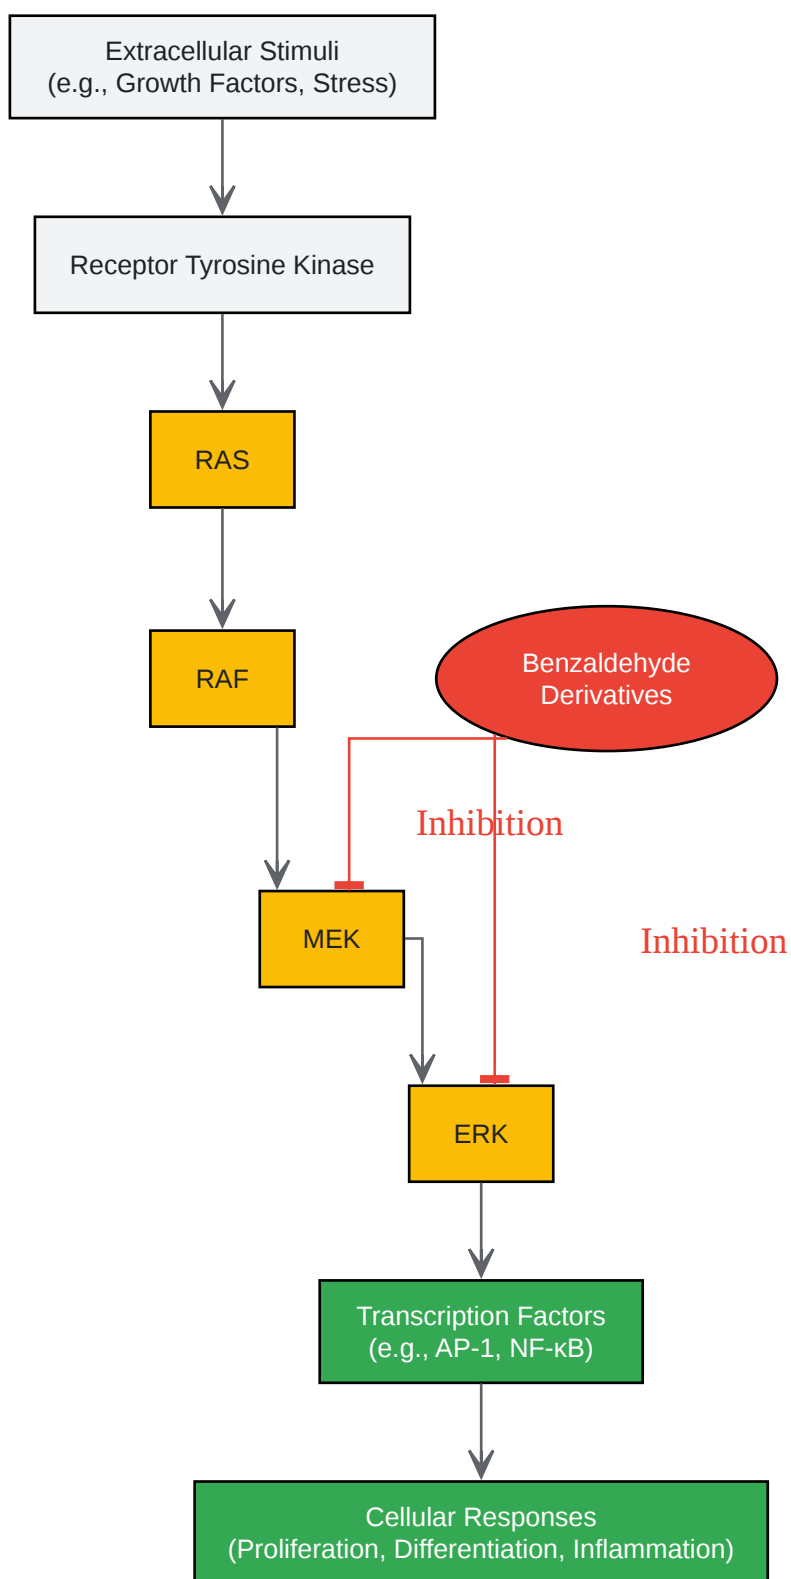 Extracellular Stimuli
(e.g., Growth Factors, Stress)
Receptor Tyrosine Kinase
RAS
RAF
Benzaldehyde
Derivatives
Inhibition
MEK
Inhibition
ERK
Transcription Factors
(e.g., AP-1, NF-κB)
Cellular Responses
(Proliferation, Differentiation, Inflammation)